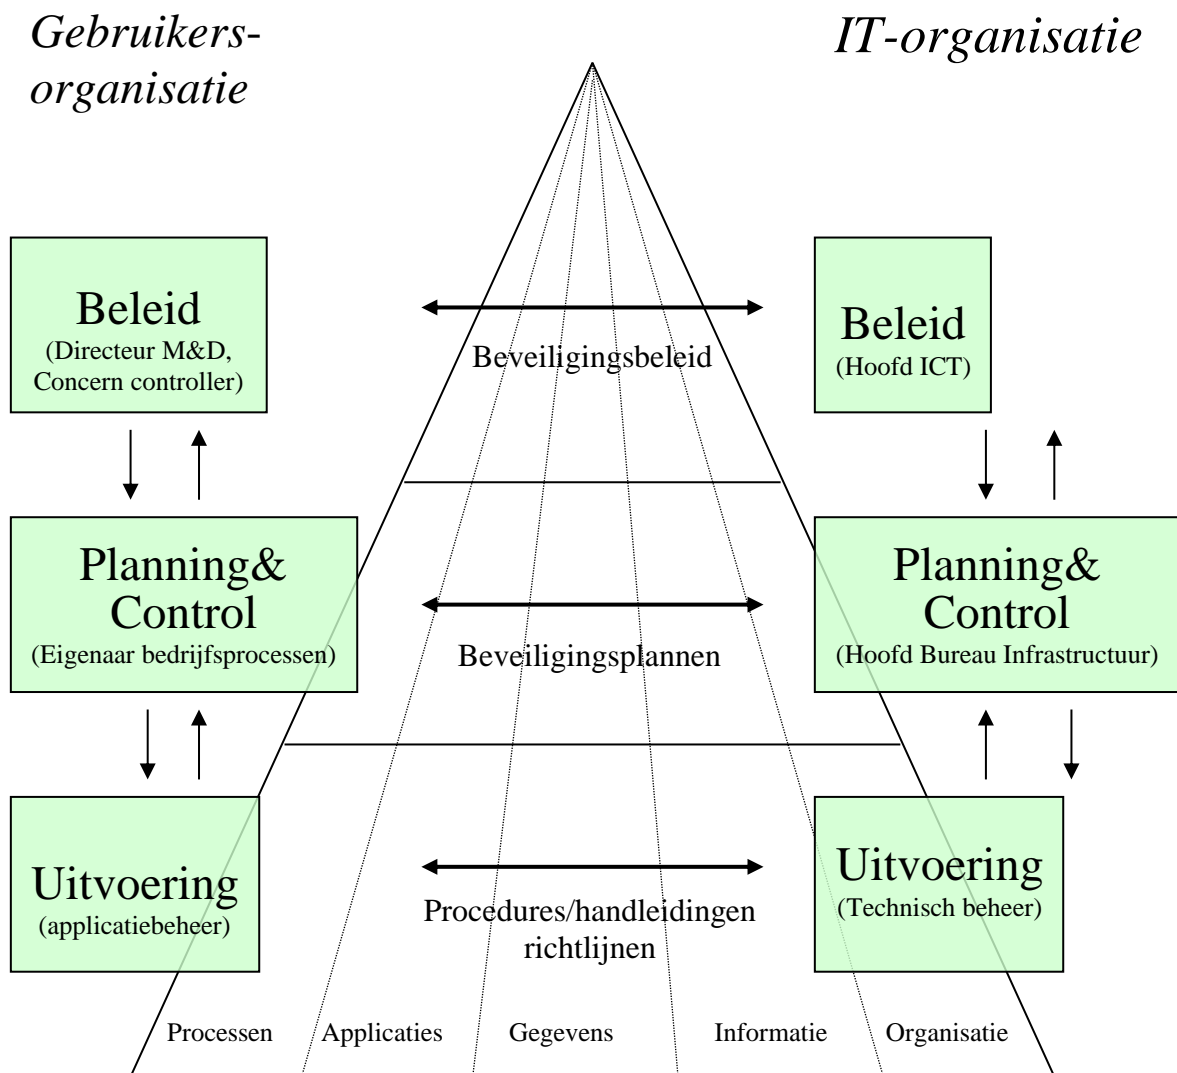 Gebruikers-
organisatie
IT-organisatie
Beleid
(Directeur M&D,
Concern controller)
Beveiligingsbeleid
Beleid
(Hoofd ICT)
Planning&
Control
(Eigenaar bedrijfsprocessen)
Beveiligingsplannen
Planning&
Control
(Hoofd Bureau Infrastructuur)
Uitvoering
(applicatiebeheer)
Procedures/handleidingen
richtlijnen
Uitvoering
(Technisch beheer)
Processen
Applicaties
Gegevens
Informatie
Organisatie